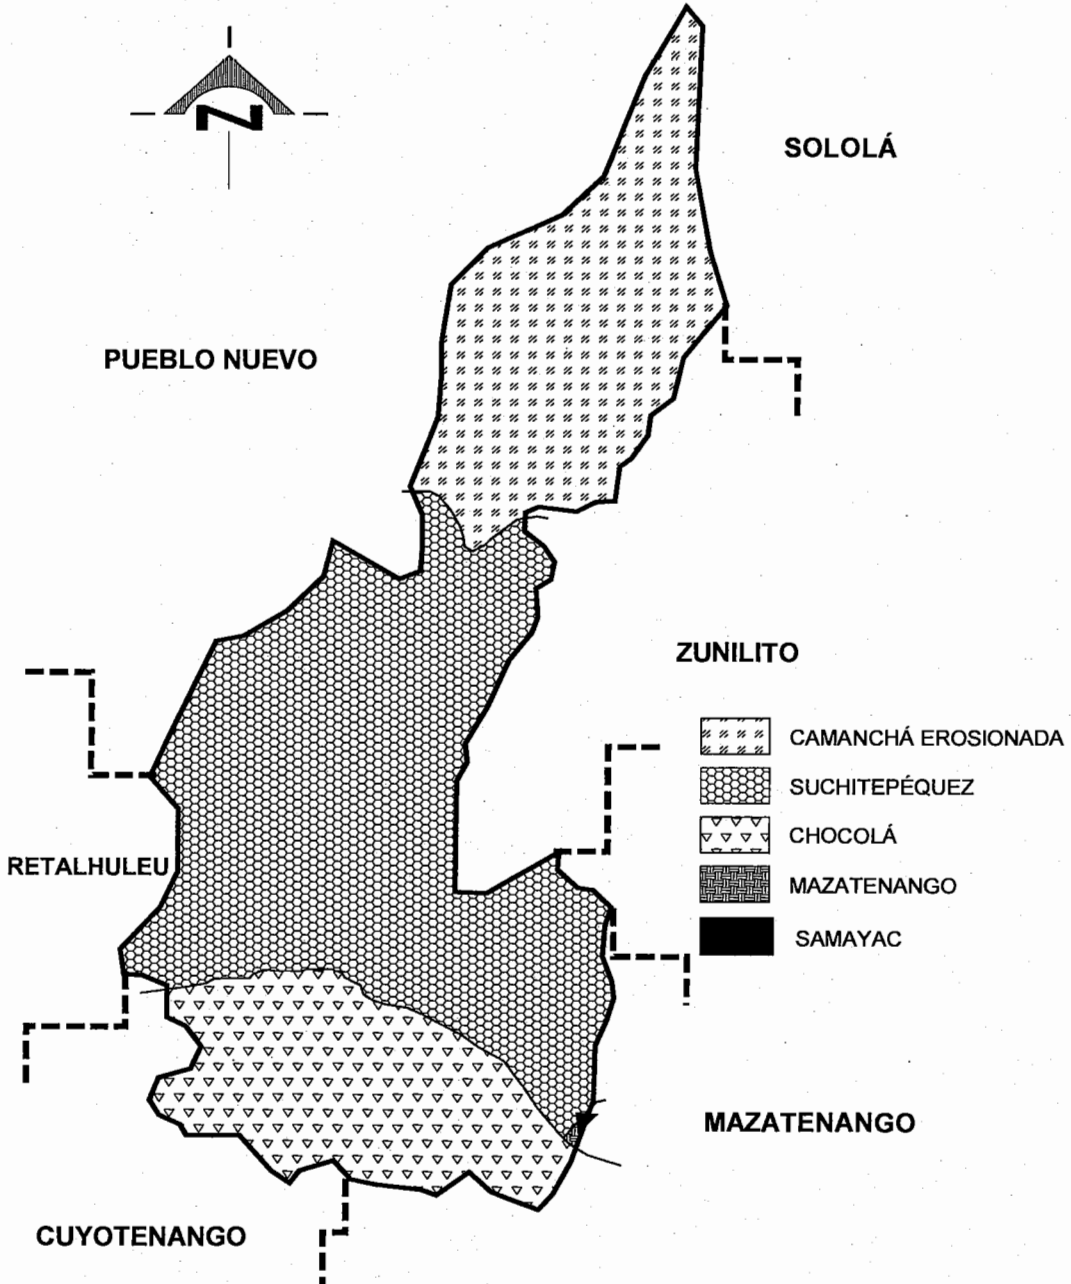 N
SOLOLÁ
PUEBLO NUEVO
ZUNILITO
CAMANCHÁ EROSIONADA
SUCHITEPÉQUEZ
CHOCOLÁ
MAZATENANGO
SAMAYAC
RETALHULEU
MAZATENANGO
CUYOTENANGO